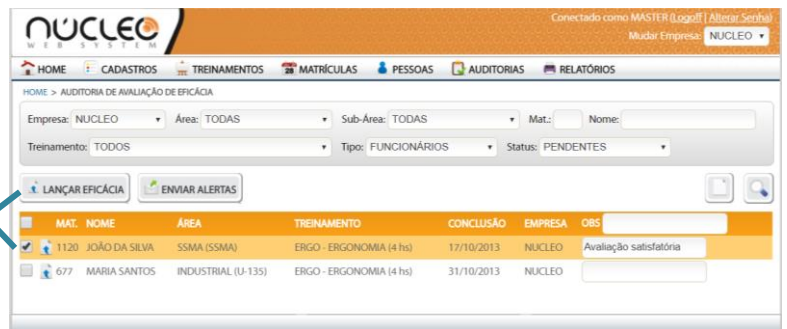 NÚCLEO
WEB SYSTEM
Conectado como MASTER (Logoff | Alterar Senha)
Mudar Empresa: NUCLEO
HOME CADASTROS TREINAMENTOS MATRÍCULAS PESSOAS AUDITORIAS RELATÓRIOS
HOME > AUDITORIA DE AVALIAÇÃO DE EFICÁCIA
Empresa: NUCLEO Área: TODAS Sub-Área: TODAS Mat.: Nome:
Treinamento: TODOS Tipo: FUNCIONÁRIOS Status: PENDENTES
LANÇAR EFICÁCIA ENVIAR ALERTAS
MAT. NOME ÁREA TREINAMENTO CONCLUSÃO EMPRESA OBS
1120 JOÃO DA SILVA SSMA (SSMA) ERGO - ERGONOMIA (4 hs) 17/10/2013 NUCLEO Avaliação satisfatória
677 MARIA SANTOS INDUSTRIAL (U-135) ERGO - ERGONOMIA (4 hs) 31/10/2013 NUCLEO